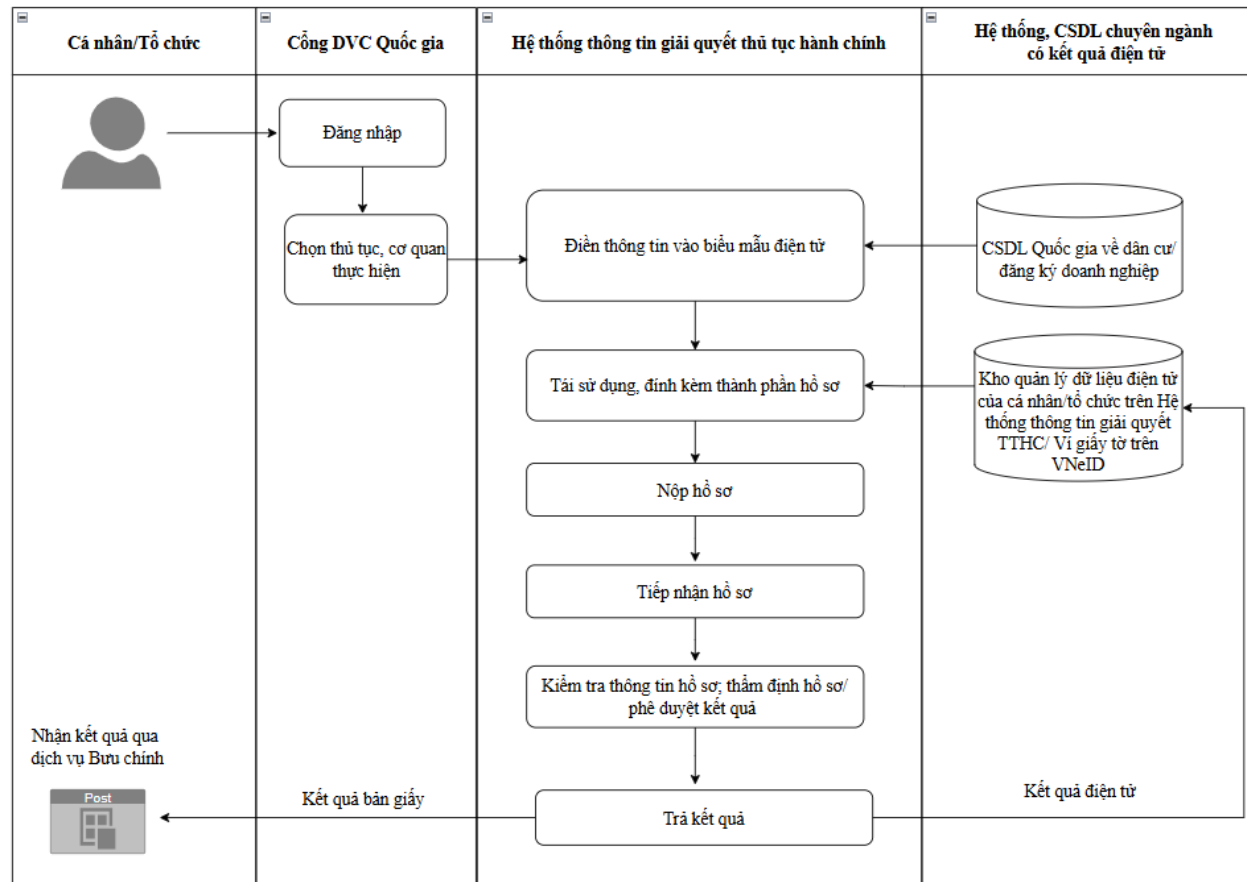 Cá nhân/Tổ chức
Cổng DVC Quốc gia
Hệ thống thông tin giải quyết thủ tục hành chính
Hệ thống, CSDL chuyên ngành
có kết quả điện tử
Đăng nhập
Chọn thủ tục, cơ quan
thực hiện
Điền thông tin vào biểu mẫu điện tử
CSDL Quốc gia về dân cư/
đăng ký doanh nghiệp
Tái sử dụng, đính kèm thành phần hồ sơ
Kho quản lý dữ liệu điện tử
của cá nhân/tổ chức trên Hệ
thống thông tin giải quyết
TTHC/ Ví giấy tờ trên
VNeID
Nộp hồ sơ
Tiếp nhận hồ sơ
Kiểm tra thông tin hồ sơ; thẩm định hồ sơ/
phê duyệt kết quả
Nhận kết quả qua
dịch vụ Bưu chính
Post
Kết quả bản giấy
Trả kết quả
Kết quả điện tử